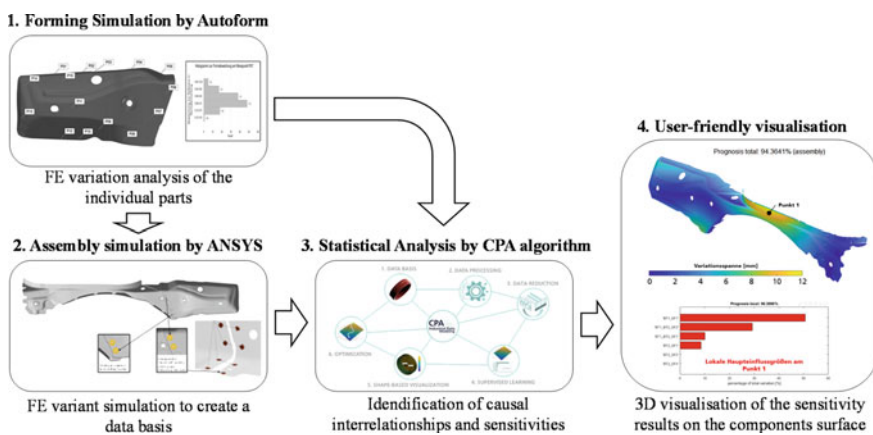 1. Forming Simulation by Autoform
FE variation analysis of the
individual parts
2. Assembly simulation by ANSYS
FE variant simulation to create a
data basis
3. Statistical Analysis by CPA algorithm
1. DATA BASIS
2. DATA PROCESSING
3. DATA REDUCTION
CPA
6. OPTIMIZATION
5. SHAPE-BASED VISUALIZATION
4. SUPERVISED LEARNING
Idendification of causal
interrelationships and sensitivities
4. User-friendly visualisation
Prognosis total: 94.3641% (assembly)
Punkt 1
Variationsspanne [mm]
0 2 4 6 8 10 12
Lokale Haupteinflussgrößen am
Punkt 1
percentage of total variation [%]
3D visualisation of the sensitivity
results on the components surface